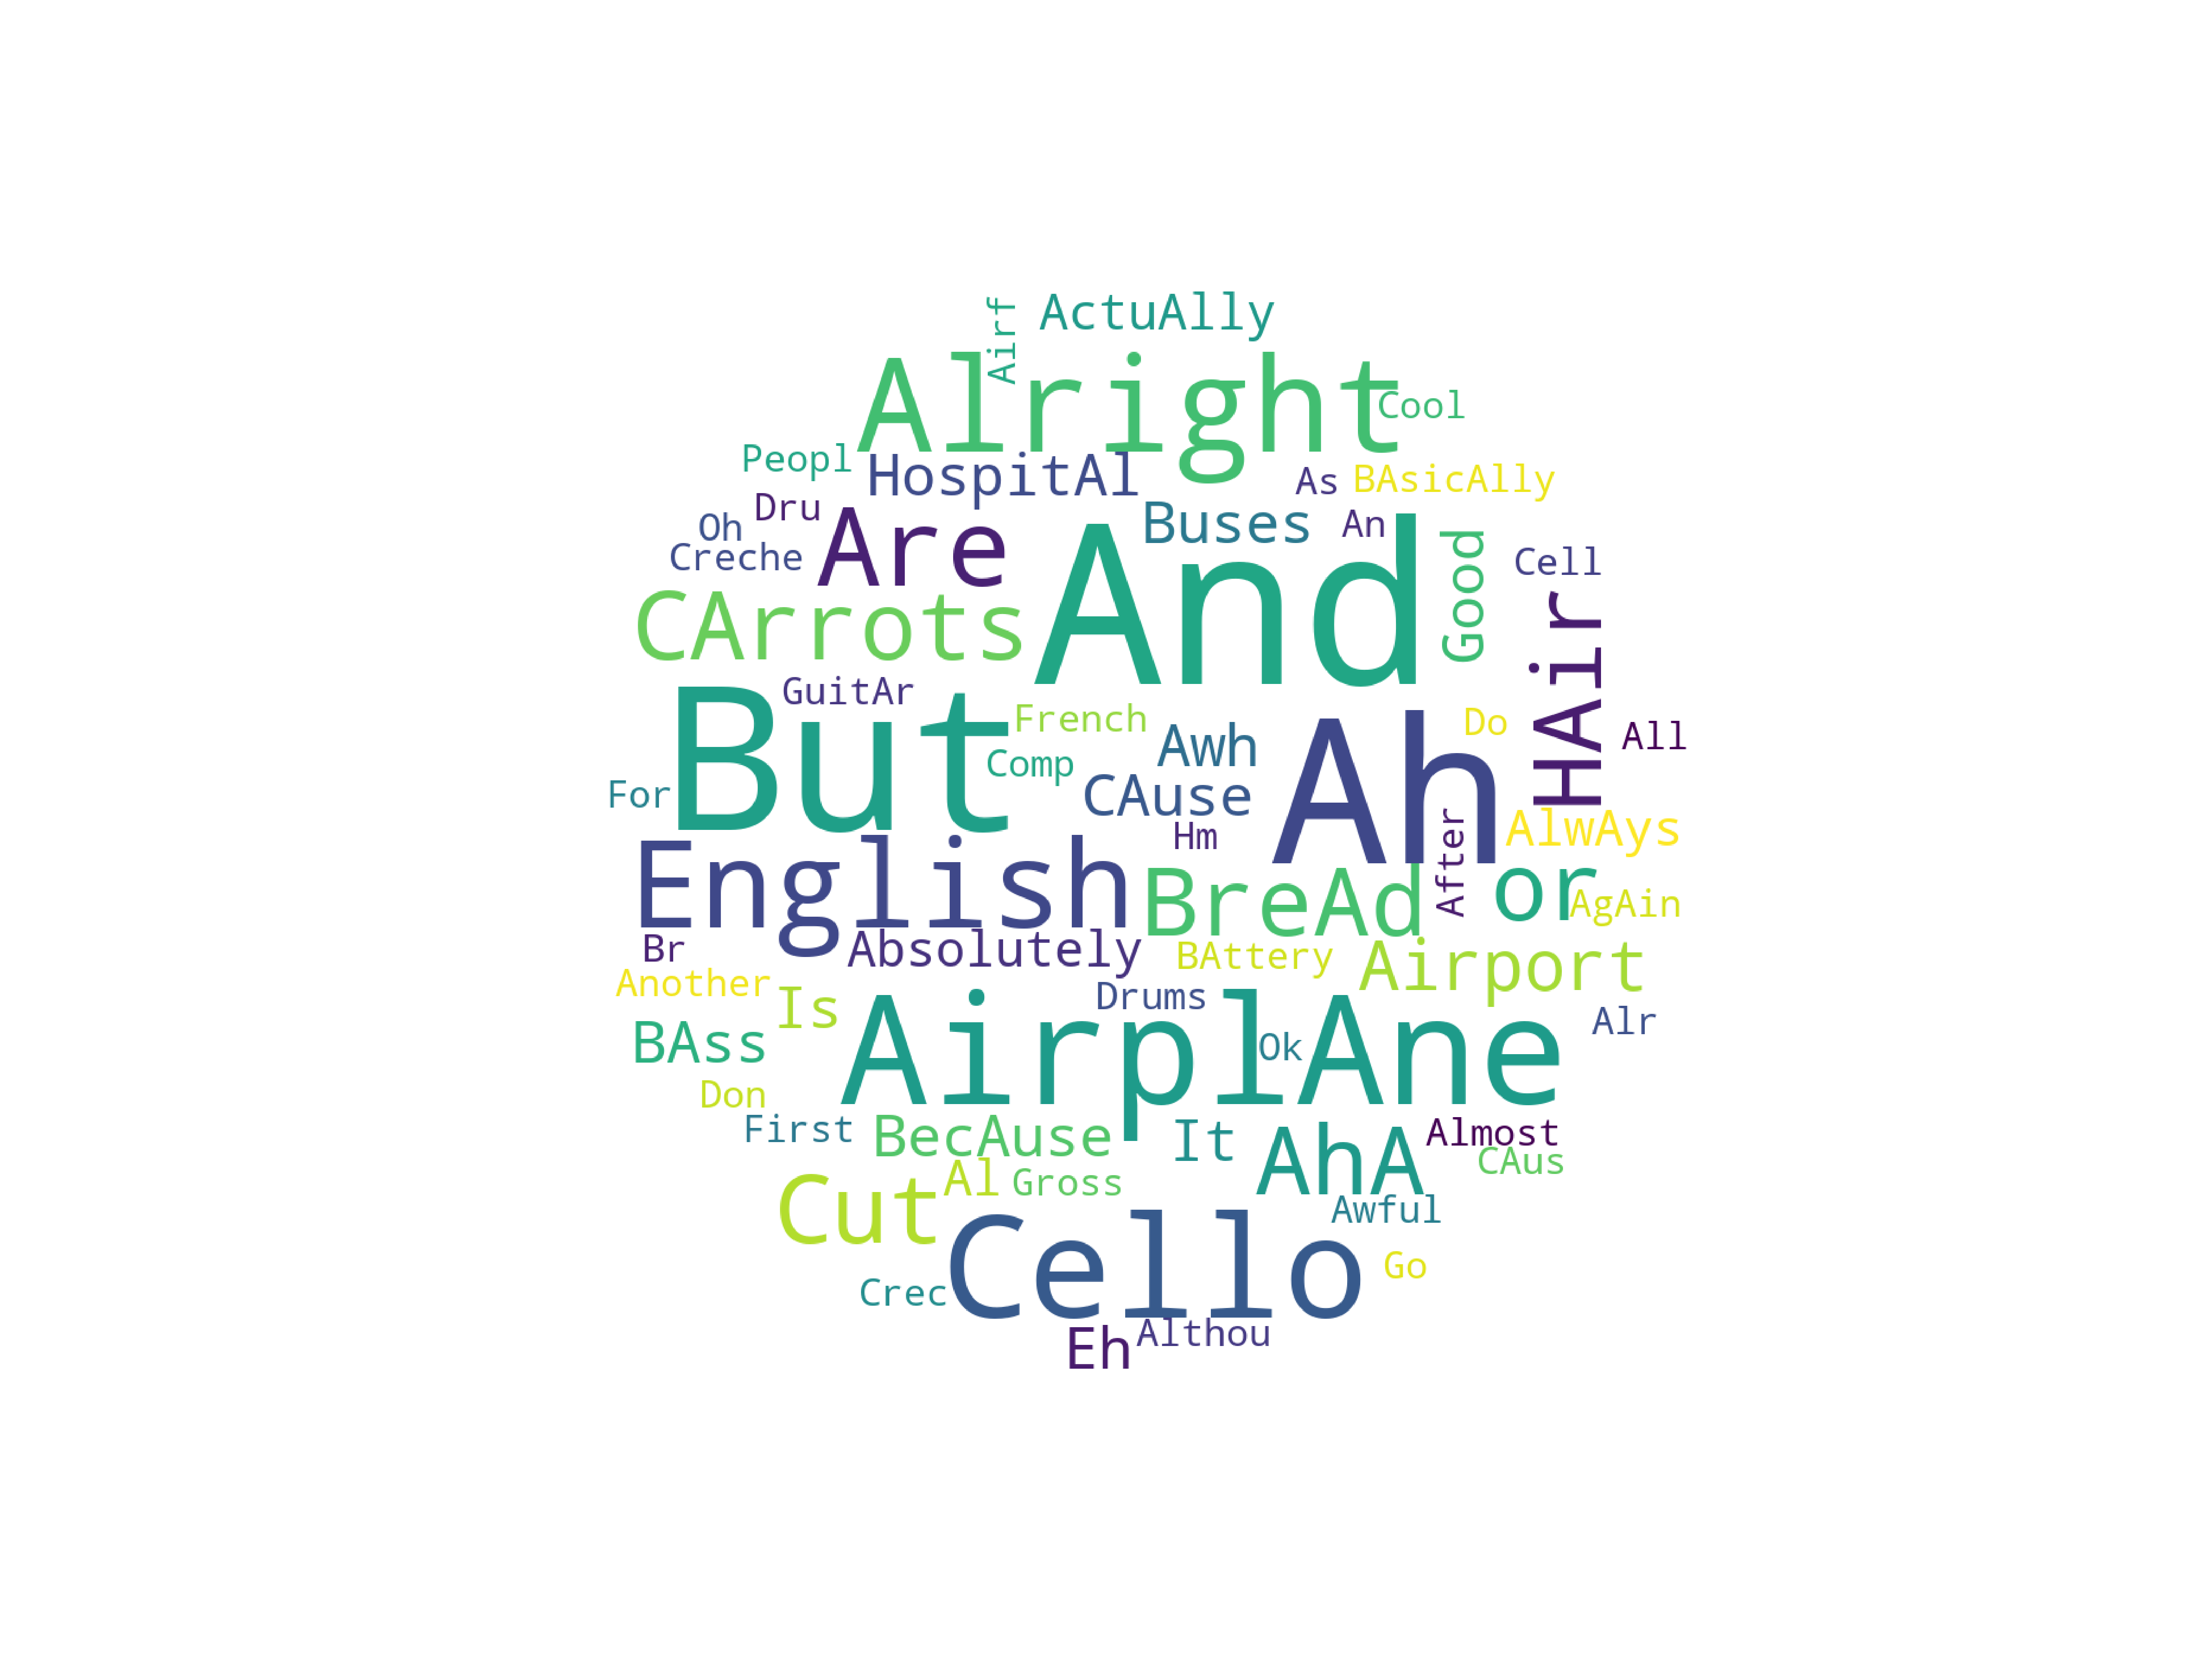 Airf
ActuAlly
Alright
Cool
Peopl
HospitAl
As
BAsicAlly
Dru
Oh
Are
Buses
An
Creche
And
Good
Cell
CArrots
HAir
GuitAr
But
French
Awh
Ah
Do
All
Comp
For
CAuse
Hm
After
AlwAys
English
BreAd
or
AgAin
Br
Absolutely
BAttery
Airport
Another
Is
Drums
BAss
AirplAne
Ok
Alr
Don
First
BecAuse
It
AhA
Almost
CAus
Al
Gross
Cut
Awful
Cello
Go
Crec
Eh
Althou